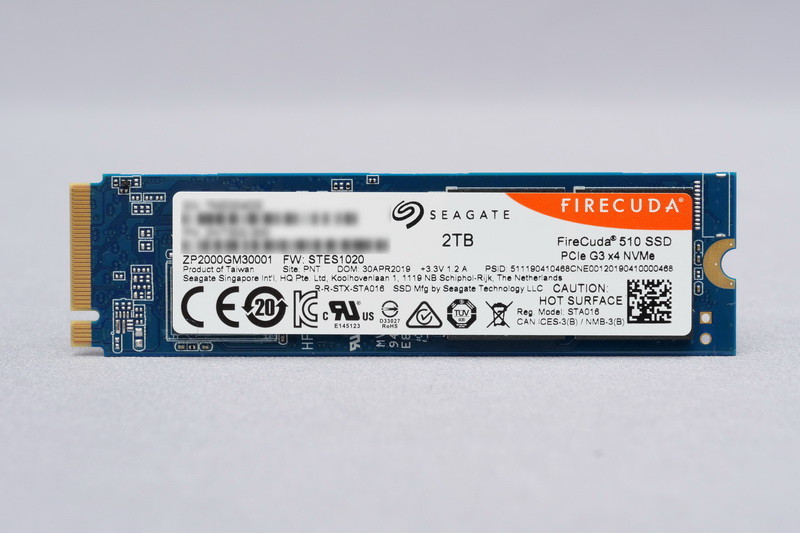 SEAGATE
FIRECUDA
2TB
FireCuda® 510 SSD
PCIe G3 x4 NVMe
ZP2000GM30001 FW: STES1020
Product of Taiwan Site: PNT DOM: 30APR2019 +3.3V 1.2 A PSID: 511190410468CNE00120190410000468
Seagate Singapore Int'l. HQ Pte. Ltd, Koolhovenlaan 1, 1119 NB Schiphol-Rijk, The Netherlands
R-R-STX-STA016 SSD Mfg by Seagate Technology LLC
CAUTION:
HOT SURFACE
Reg. Model: STA016
CAN ICES-3(B) / NMB-3(B)
CE
20
c US
E145123
D33027
RoHS
TUV